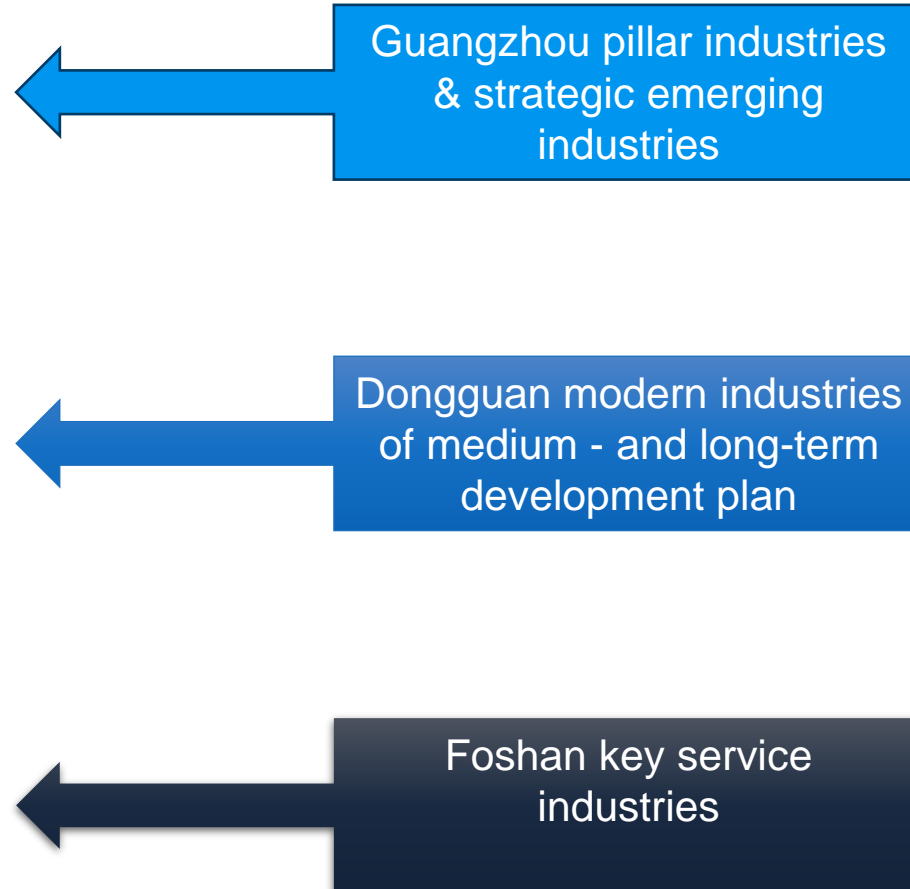 Guangzhou pillar industries
& strategic emerging
industries
Dongguan modern industries
of medium - and long-term
development plan
Foshan key service
industries